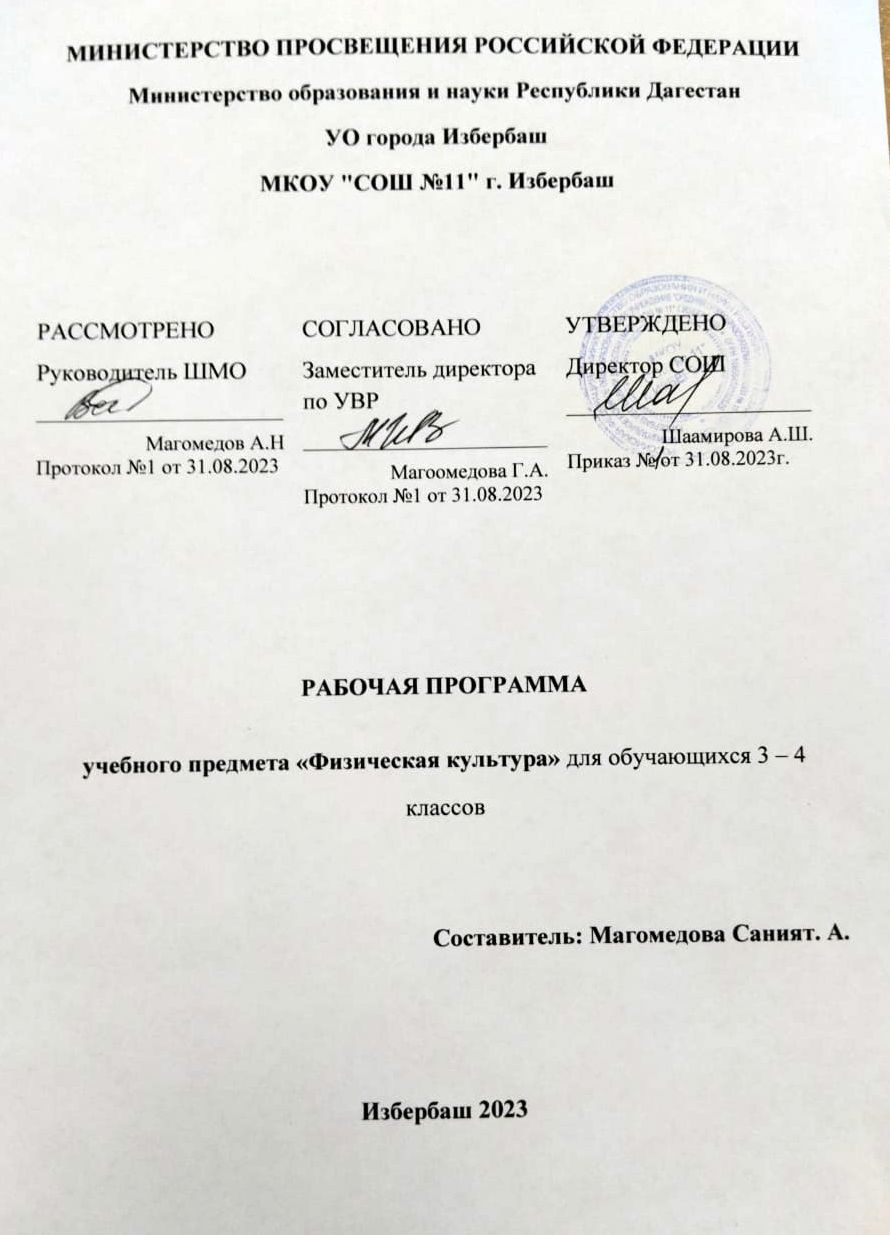 МИНИСТЕРСТВО ПРОСВЕЩЕНИЯ РОССИЙСКОЙ ФЕДЕРАЦИИ
Министерство образования и науки Республики Дагестан
УО города Избербаш
МКОУ "СОШ №11" г. Избербаш
РАССМОТРЕНО
Руководитель ШМО
Магомедов А.Н
Протокол №1 от 31.08.2023
СОГЛАСОВАНО
Заместитель директора
по УВР
Магоомедова Г.А.
Протокол №1 от 31.08.2023
УТВЕРЖДЕНО
Директор СОШ
Шаамирова А.Ш.
Приказ №1 от 31.08.2023г.
РАБОЧАЯ ПРОГРАММА
учебного предмета «Физическая культура» для обучающихся 3 – 4
классов
Составитель: Магомедова Саният. А.
Избербаш 2023